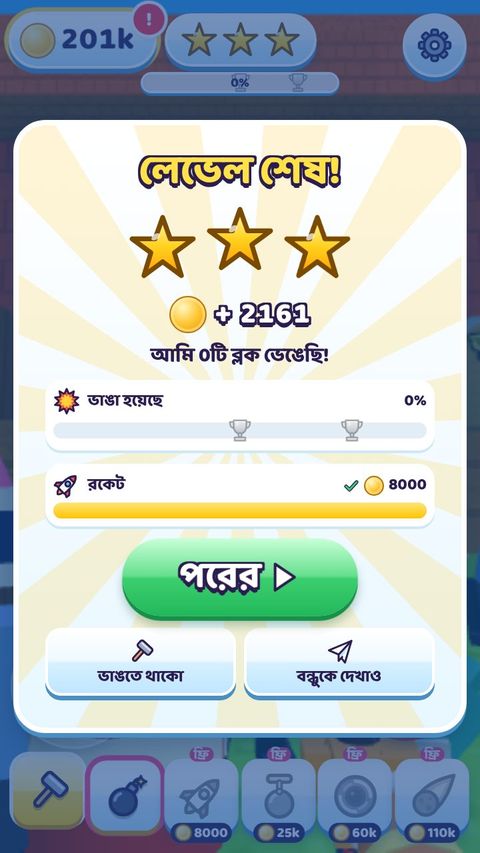 201k
!
0%
লেভেল শেষ!
+ 2161
আমি 0টি ব্লক ভেঙেছি!
ভাঙা হয়েছে 0%
রকেট 8000
পরের
ভাঙতে থাকো
বন্ধুকে দেখাও
ফ্রি ফ্রি ফ্রি ফ্রি
8000 25k 60k 110k